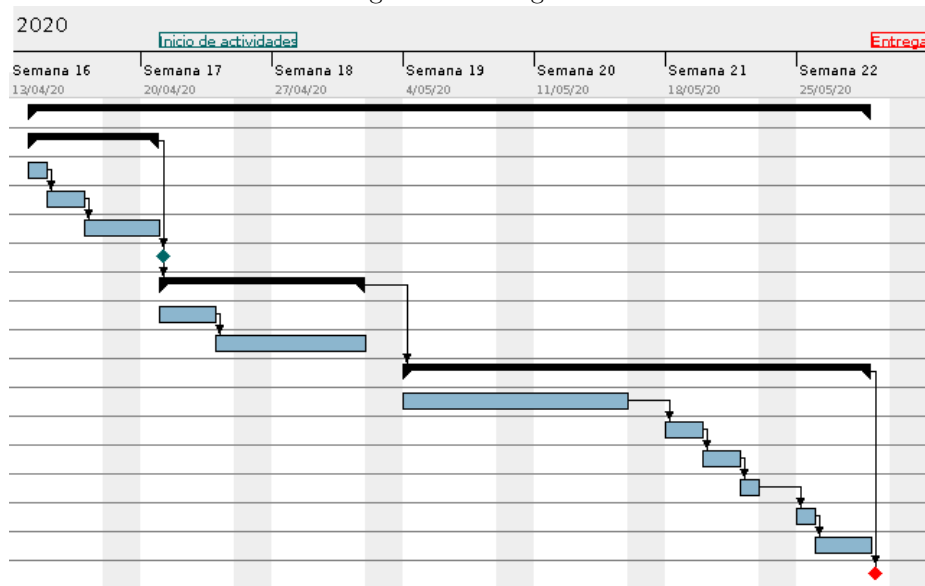 2020
Inicio de actividades
Entrega
Semana 16
Semana 17
Semana 18
Semana 19
Semana 20
Semana 21
Semana 22
13/04/20
20/04/20
27/04/20
4/05/20
11/05/20
18/05/20
25/05/20